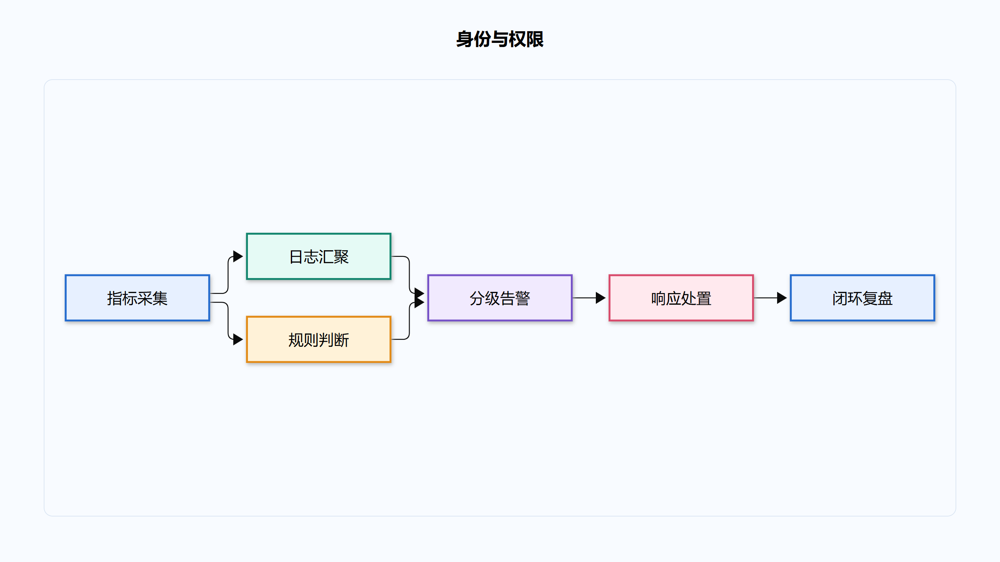 身份与权限
指标采集
日志汇聚
规则判断
分级告警
响应处置
闭环复盘